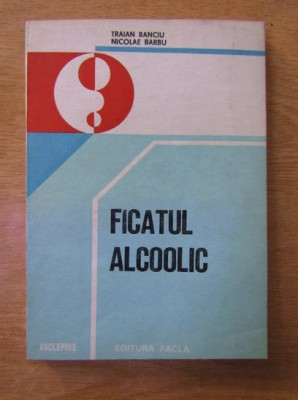 TRAIAN BANCIU
NICOLAE BARBU
FICATUL
ALCOOLIC
ASCLEPIOS
EDITURA FACLA